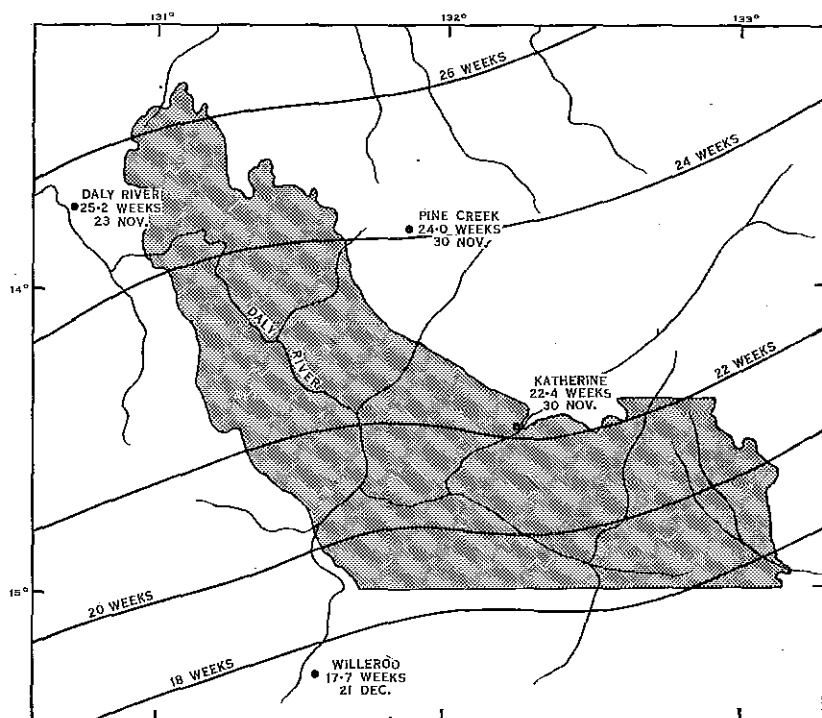 131°
132°
133°
26 WEEKS
24 WEEKS
DALY RIVER
25·2 WEEKS
23 NOV.
PINE CREEK
24·0 WEEKS
30 NOV.
14°
DALY
RIVER
22 WEEKS
KATHERINE
22·4 WEEKS
30 NOV.
15°
20 WEEKS
18 WEEKS
WILLEROO
17·7 WEEKS
21 DEC.